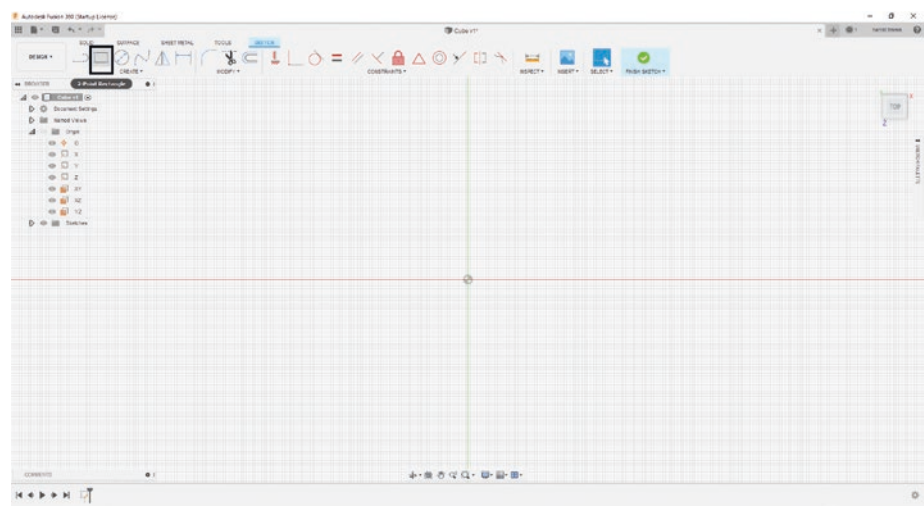 Autodesk Fusion 360 (Startup License)
Cube v1*
SOLID SURFACE SHEET METAL TOOLS SKETCH
DESIGN
CREATE MODIFY CONSTRAINTS INSPECT INSERT SELECT FINISH SKETCH
BROWSER
2-Point Rectangle
Cube v1
Document Settings
Named Views
Origin
O
X
Y
Z
XY
XZ
YZ
Sketches
TOP
X
Z
SKETCH PALETTE
COMMENTS